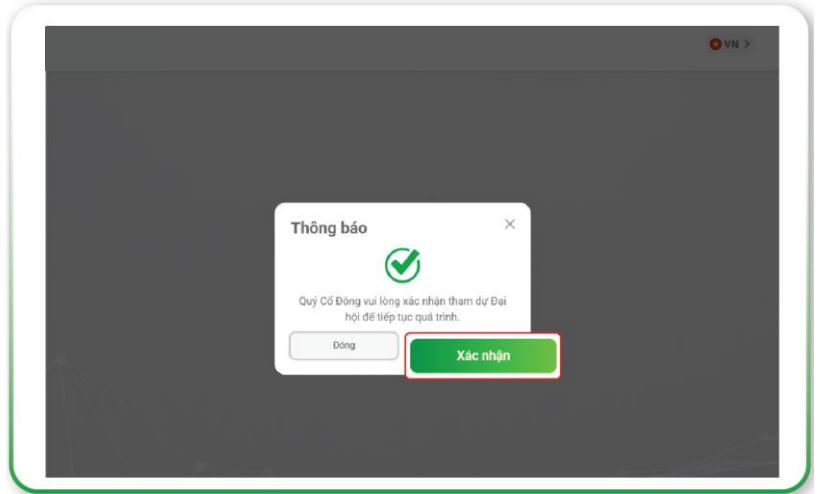 VN >
Thông báo
Quý Cổ Đông vui lòng xác nhận tham dự Đại
hội để tiếp tục quá trình.
Đóng
Xác nhận